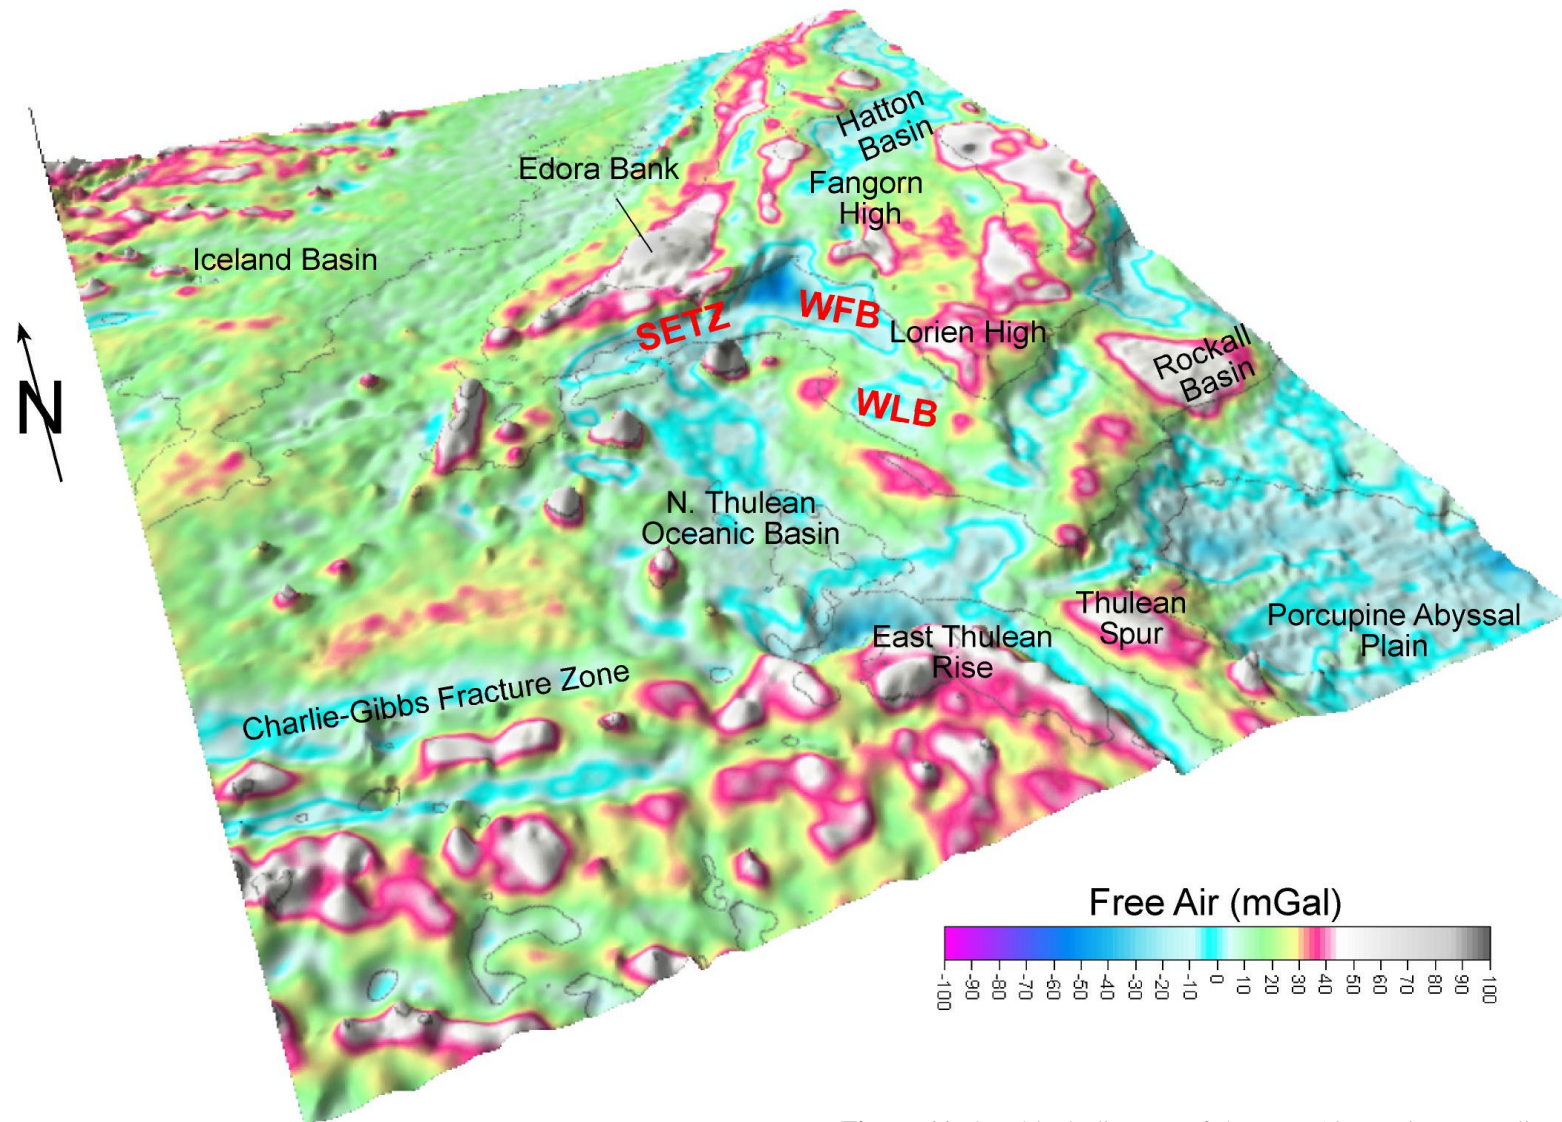 Hatton
Basin
Edora Bank
Fangorn
High
Iceland Basin
SETZ
WFB
Lorien High
Rockall
Basin
N
WLB
N. Thulean
Oceanic Basin
Thulean
Spur
Porcupine Abyssal
Plain
East Thulean
Rise
Charlie-Gibbs Fracture Zone
Free Air (mGal)
-100 -90 -80 -70 -60 -50 -40 -30 -20 -10 0 10 20 30 40 50 60 70 80 90 100